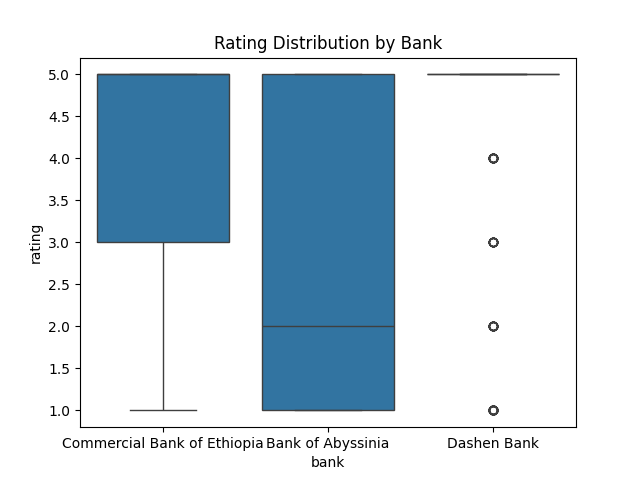 Rating Distribution by Bank
rating
5.0
4.5
4.0
3.5
3.0
2.5
2.0
1.5
1.0
Commercial Bank of Ethiopia Bank of Abyssinia Dashen Bank
bank